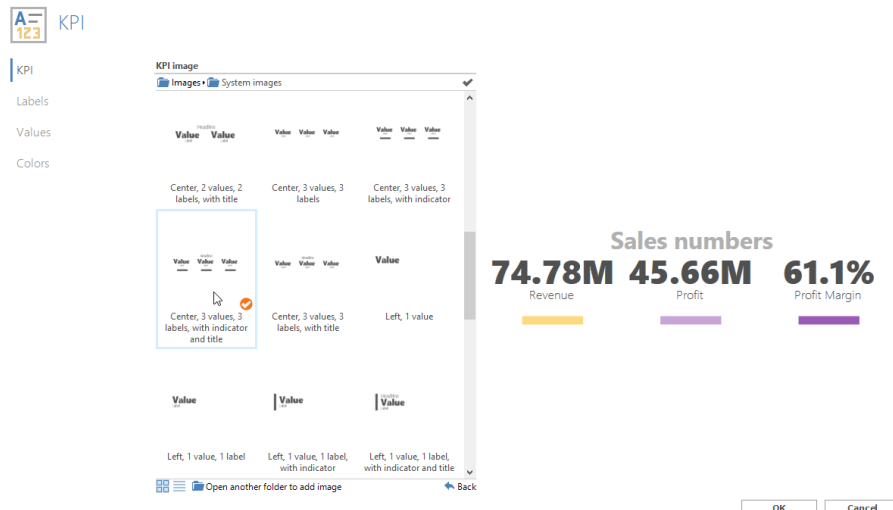 A
123
KPI
KPI
Labels
Values
Colors
KPI image
Images • System images
Headline
Value Value
Value Value Value
Value Value Value
Center, 2 values, 2
labels, with title
Center, 3 values, 3
labels
Center, 3 values, 3
labels, with indicator
Value Value Value
Value Value Value
Value
Center, 3 values, 3
labels, with indicator
and title
Center, 3 values, 3
labels, with title
Left, 1 value
Value
Value
Headline
Value
Left, 1 value, 1 label
Left, 1 value, 1 label,
with indicator
Left, 1 value, 1 label,
with indicator and title
Open another folder to add image
Back
Sales numbers
74.78M 45.66M 61.1%
Revenue Profit Profit Margin
OK Cancel